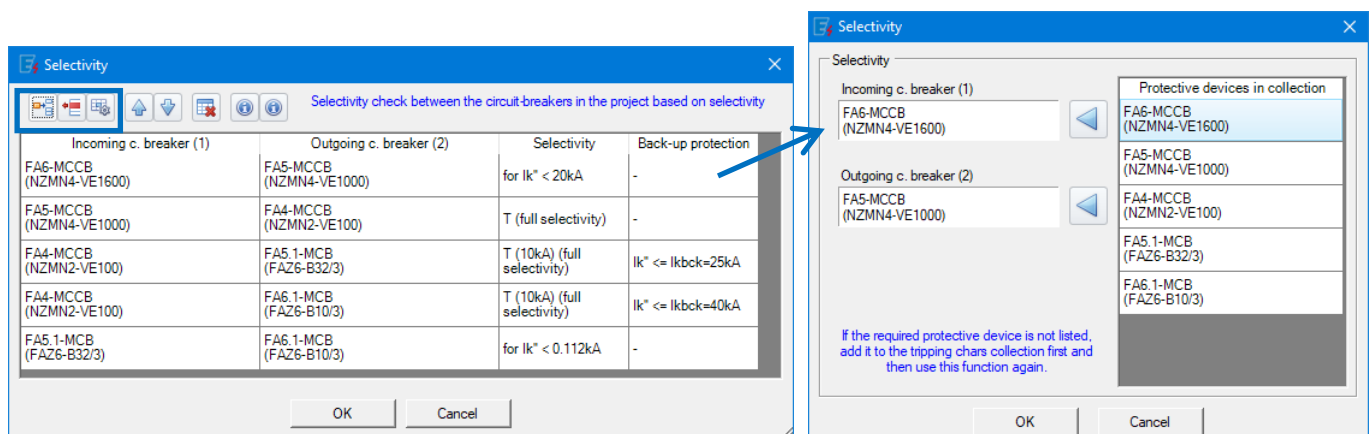 Selectivity
Selectivity check between the circuit-breakers in the project based on selectivity
Incoming c. breaker (1) Outgoing c. breaker (2) Selectivity Back-up protection
FA6-MCCB
(NZMN4-VE1600)
FA5-MCCB
(NZMN4-VE1000)
for Ik" < 20kA
-
FA5-MCCB
(NZMN4-VE1000)
FA4-MCCB
(NZMN2-VE100)
T (full selectivity)
-
FA4-MCCB
(NZMN2-VE100)
FA5.1-MCB
(FAZ6-B32/3)
T (10kA) (full
selectivity)
Ik" <= Ikbck=25kA
FA4-MCCB
(NZMN2-VE100)
FA6.1-MCB
(FAZ6-B10/3)
T (10kA) (full
selectivity)
Ik" <= Ikbck=40kA
FA5.1-MCB
(FAZ6-B32/3)
FA6.1-MCB
(FAZ6-B10/3)
for Ik" < 0.112kA
-
OK Cancel
Selectivity
Selectivity
Incoming c. breaker (1)
FA6-MCCB
(NZMN4-VE1600)
Outgoing c. breaker (2)
FA5-MCCB
(NZMN4-VE1000)
If the required protective device is not listed,
add it to the tripping chars collection first and
then use this function again.
Protective devices in collection
FA6-MCCB
(NZMN4-VE1600)
FA5-MCCB
(NZMN4-VE1000)
FA4-MCCB
(NZMN2-VE100)
FA5.1-MCB
(FAZ6-B32/3)
FA6.1-MCB
(FAZ6-B10/3)
OK Cancel